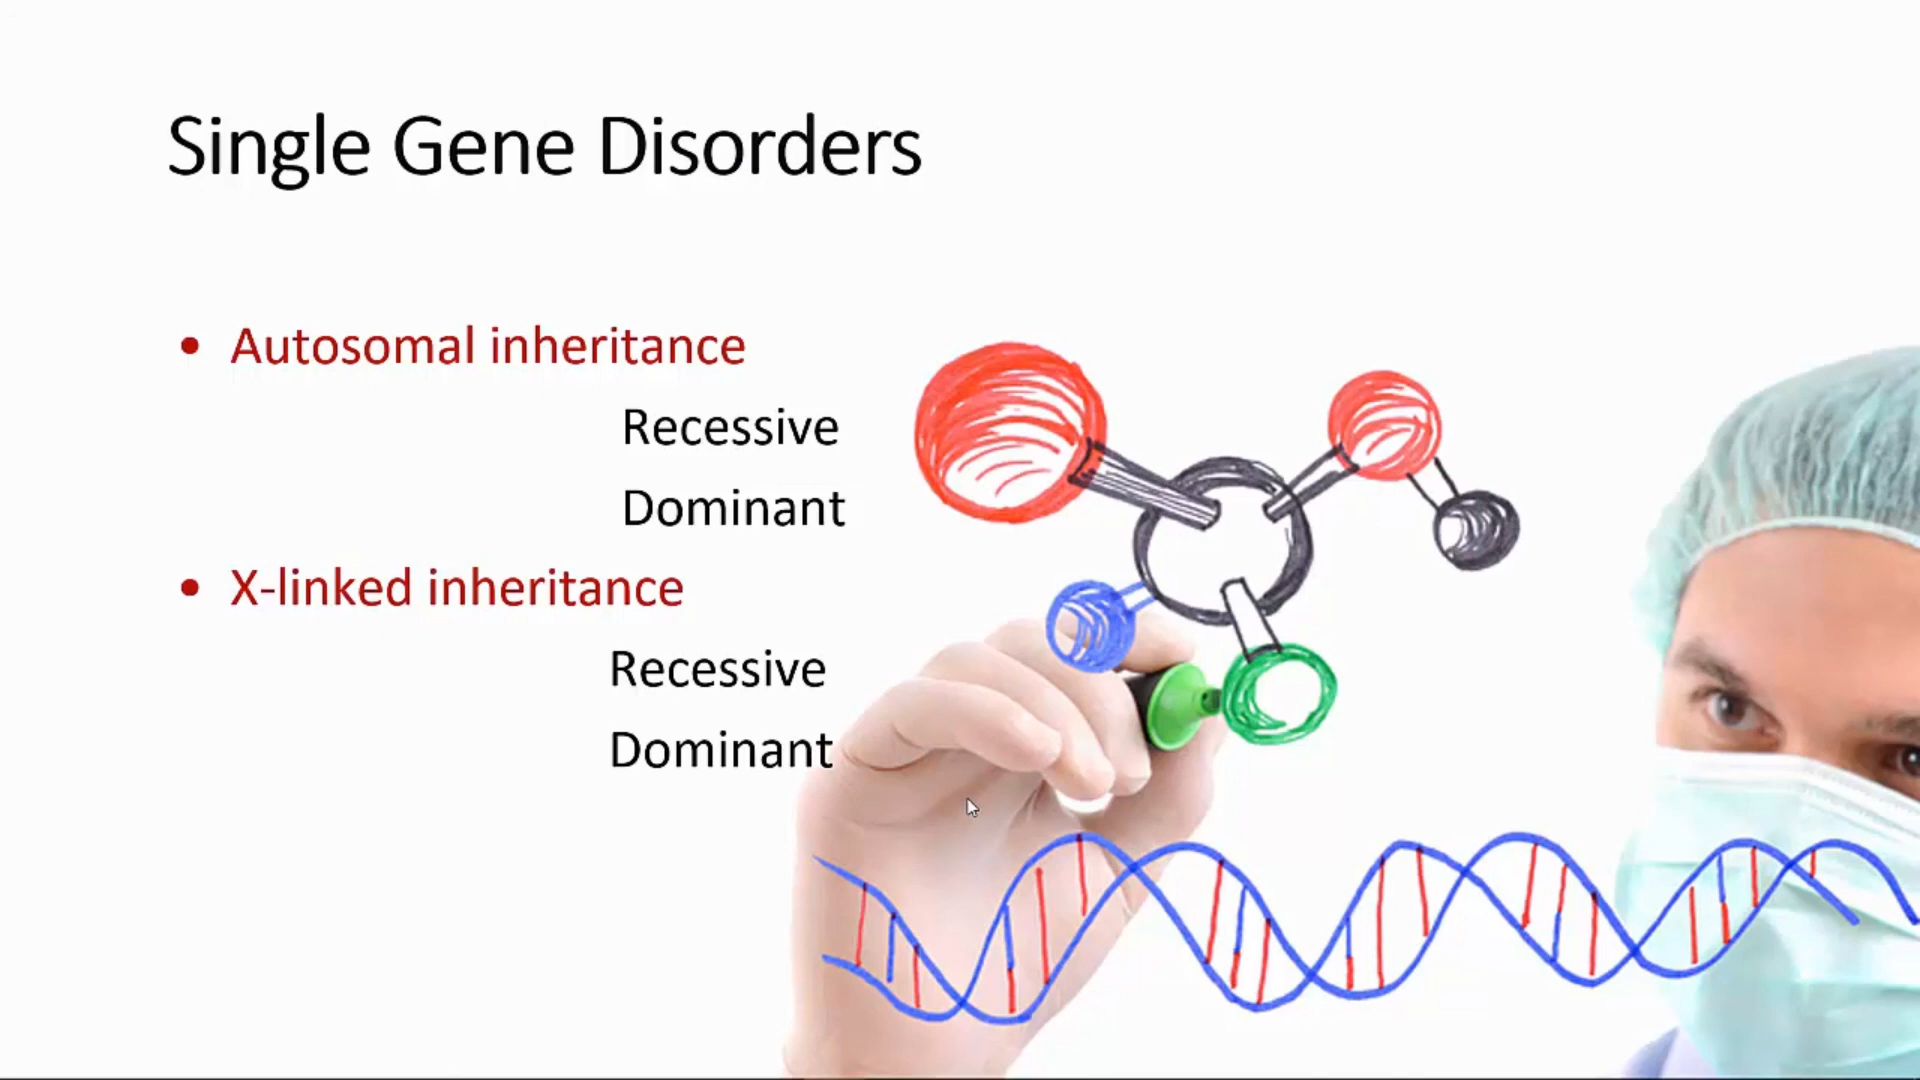 Single Gene Disorders
• Autosomal inheritance
Recessive
Dominant
• X-linked inheritance
Recessive
Dominant